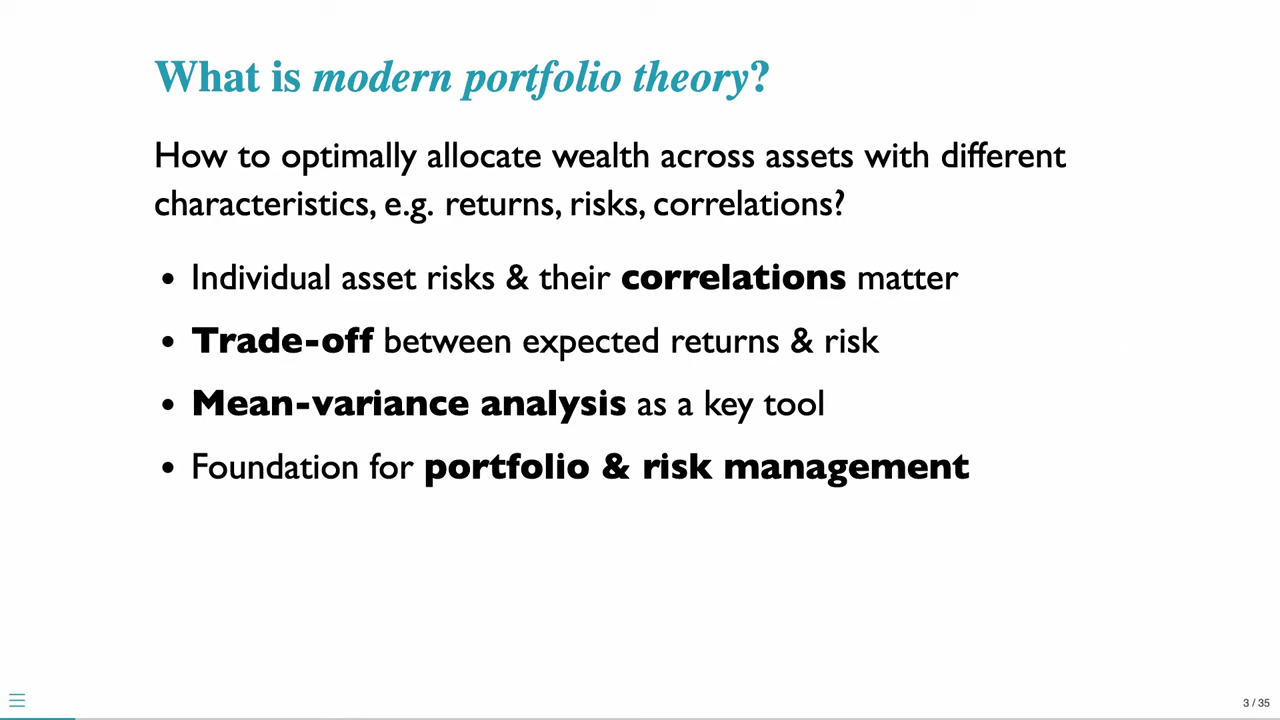 What is modern portfolio theory?
How to optimally allocate wealth across assets with different
characteristics, e.g. returns, risks, correlations?
• Individual asset risks & their correlations matter
• Trade-off between expected returns & risk
• Mean-variance analysis as a key tool
• Foundation for portfolio & risk management
3 / 35